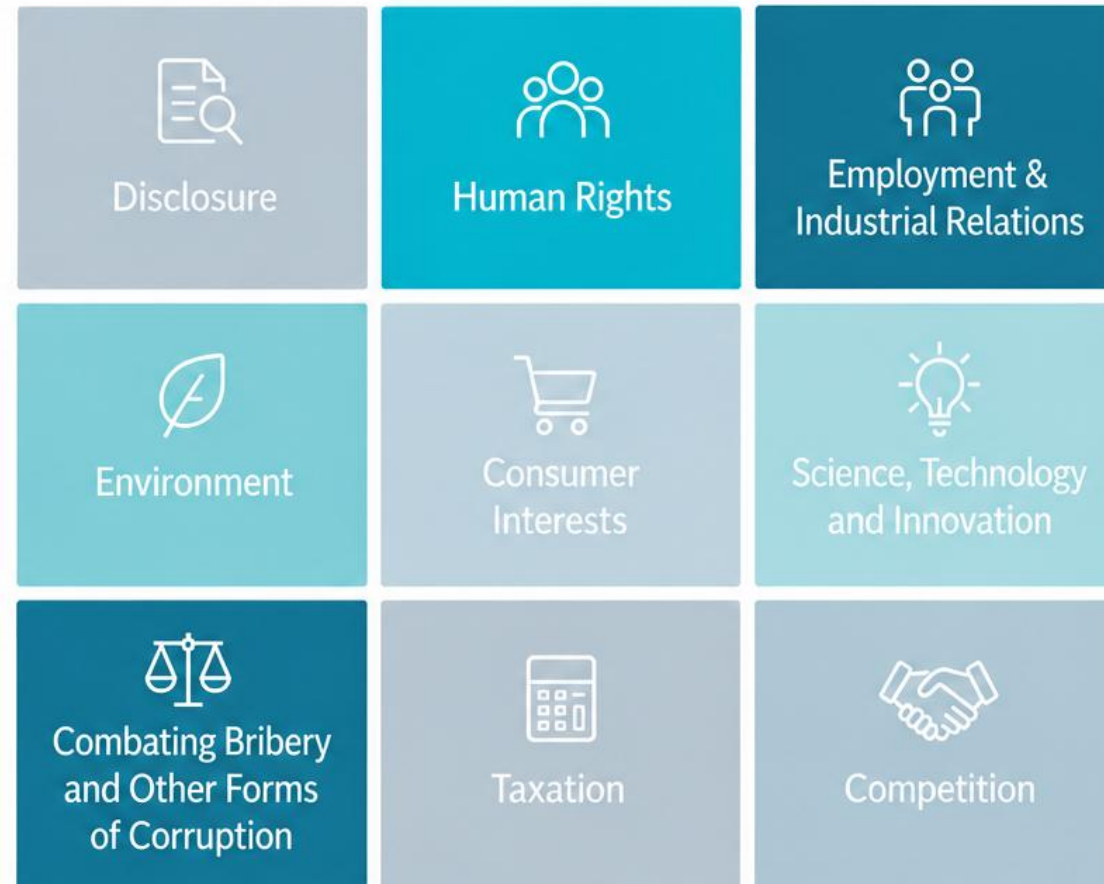 Disclosure
Human Rights
Employment &
Industrial Relations
Environment
Consumer
Interests
Science, Technology
and Innovation
Combating Bribery
and Other Forms
of Corruption
Taxation
Competition